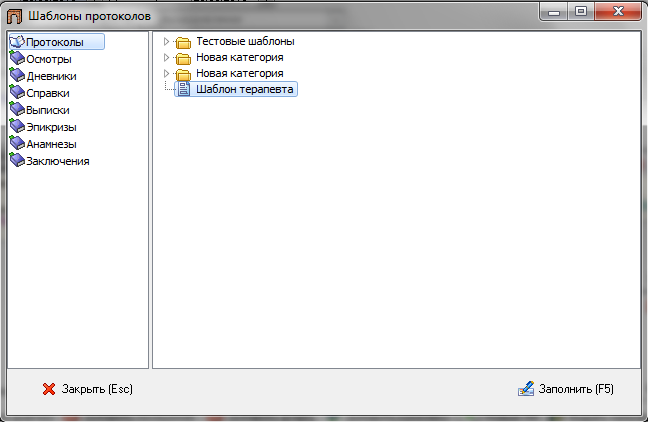 Шаблоны протоколов
Протоколы
Осмотры
Дневники
Справки
Выписки
Эпикризы
Анамнезы
Заключения
Тестовые шаблоны
Новая категория
Новая категория
Шаблон терапевта
Закрыть (Esc)
Заполнить (F5)